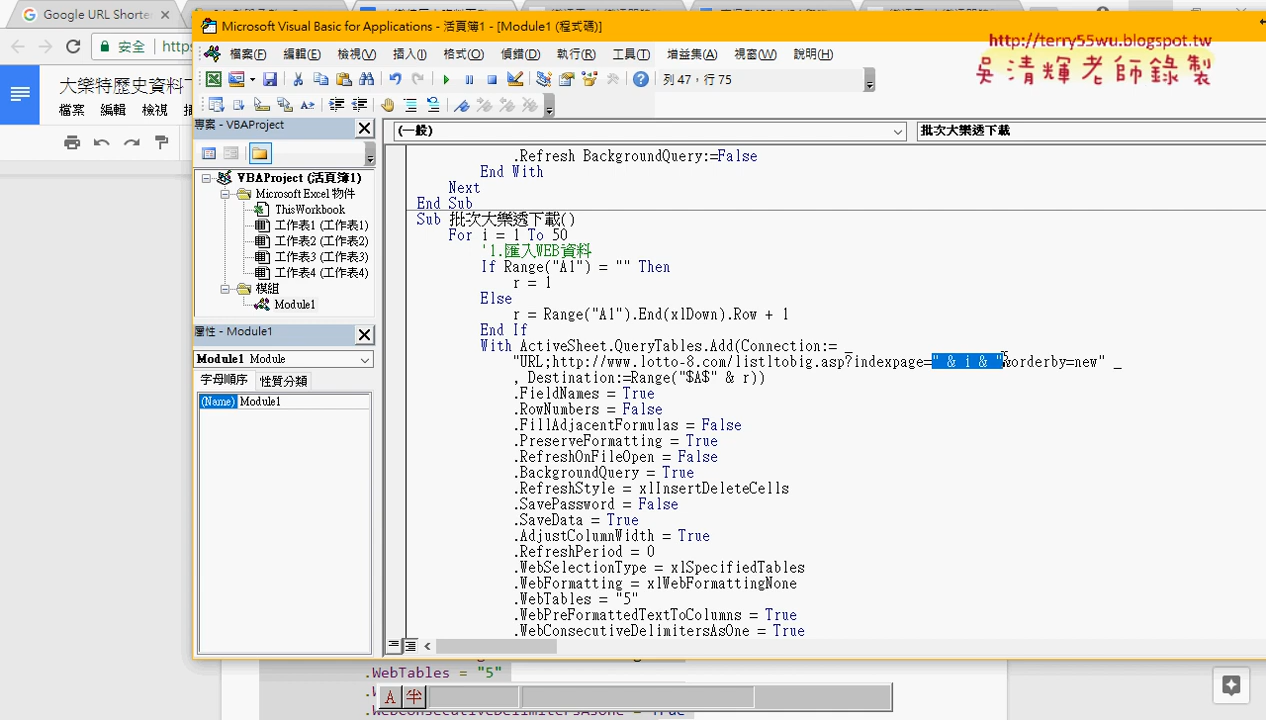 Google URL Shorte
安全
https
大樂特歷史資料下
檔案 編輯 檢視
Microsoft Visual Basic for Applications - 活頁簿1 - [Module1 (程式碼)]
檔案(F) 編輯(E) 檢視(V) 插入(I) 格式(O) 偵錯(D) 執行(R) 工具(T) 增益集(A) 視窗(W) 說明(H)
列 47，行 75
http://terry55wu.blogspot.tw
吳清輝老師錄製
專案 - VBAProject
VBAProject (活頁簿1)
Microsoft Excel 物件
ThisWorkbook
工作表1 (工作表1)
工作表2 (工作表2)
工作表3 (工作表3)
工作表4 (工作表4)
模組
Module1
屬性 - Module1
Module1 Module
字母順序 性質分類
(Name) Module1
(一般)
批次大樂透下載
.Refresh BackgroundQuery:=False
End With
Next
End Sub
Sub 批次大樂透下載()
For i = 1 To 50
'1.匯入WEB資料
If Range("A1") = "" Then
r = 1
Else
r = Range("A1").End(xlDown).Row + 1
End If
With ActiveSheet.QueryTables.Add(Connection:= _
"URL;http://www.lotto-8.com/listltobig.asp?indexpage=" & i & "&orderby=new" _
, Destination:=Range("$A$" & r))
.FieldNames = True
.RowNumbers = False
.FillAdjacentFormulas = False
.PreserveFormatting = True
.RefreshOnFileOpen = False
.BackgroundQuery = True
.RefreshStyle = xlInsertDeleteCells
.SavePassword = False
.SaveData = True
.AdjustColumnWidth = True
.RefreshPeriod = 0
.WebSelectionType = xlSpecifiedTables
.WebFormatting = xlWebFormattingNone
.WebTables = "5"
.WebPreFormattedTextToColumns = True
.WebConsecutiveDelimitersAsOne = True
.WebTables = "5"
A 半